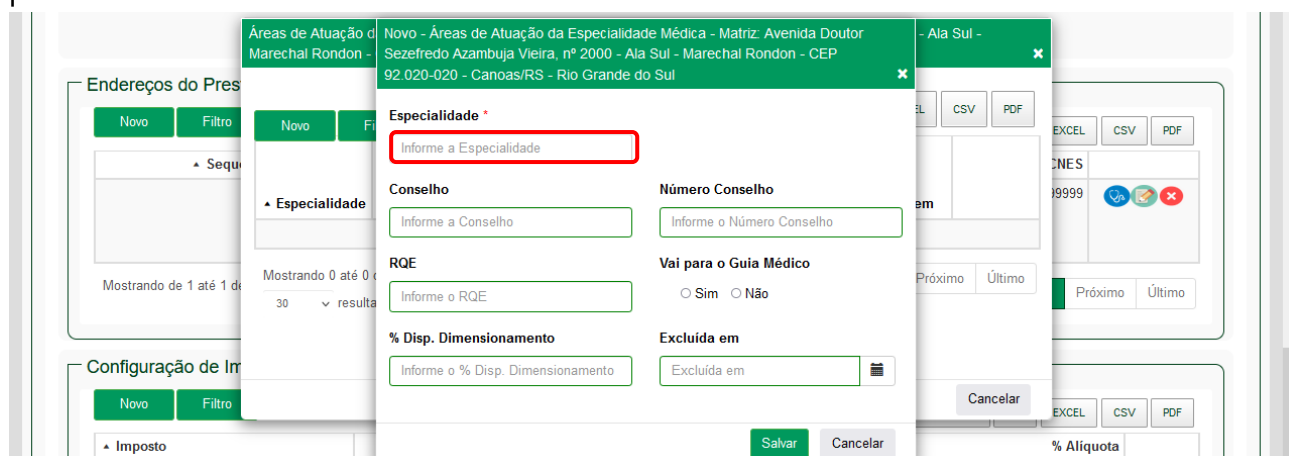 Áreas de Atuação d
Marechal Rondon -
- Ala Sul -
Novo - Áreas de Atuação da Especialidade Médica - Matriz: Avenida Doutor
Sezefredo Azambuja Vieira, nº 2000 - Ala Sul - Marechal Rondon - CEP
92.020-020 - Canoas/RS - Rio Grande do Sul
Endereços do Pres
Novo Filtro
EXCEL CSV PDF
Sequ
CNES
99999
Mostrando de 1 até 1 de
Próximo Último
Novo Fi
EL CSV PDF
Especialidade
em
Mostrando 0 até 0
30 resulta
Próximo Último
Cancelar
Especialidade *
Informe a Especialidade
Conselho Número Conselho
Informe a Conselho Informe o Número Conselho
RQE Vai para o Guia Médico
Informe o RQE Sim Não
% Disp. Dimensionamento Excluída em
Informe o % Disp. Dimensionamento Excluída em
Salvar Cancelar
Configuração de Im
Novo Filtro
EXCEL CSV PDF
Imposto % Alíquota